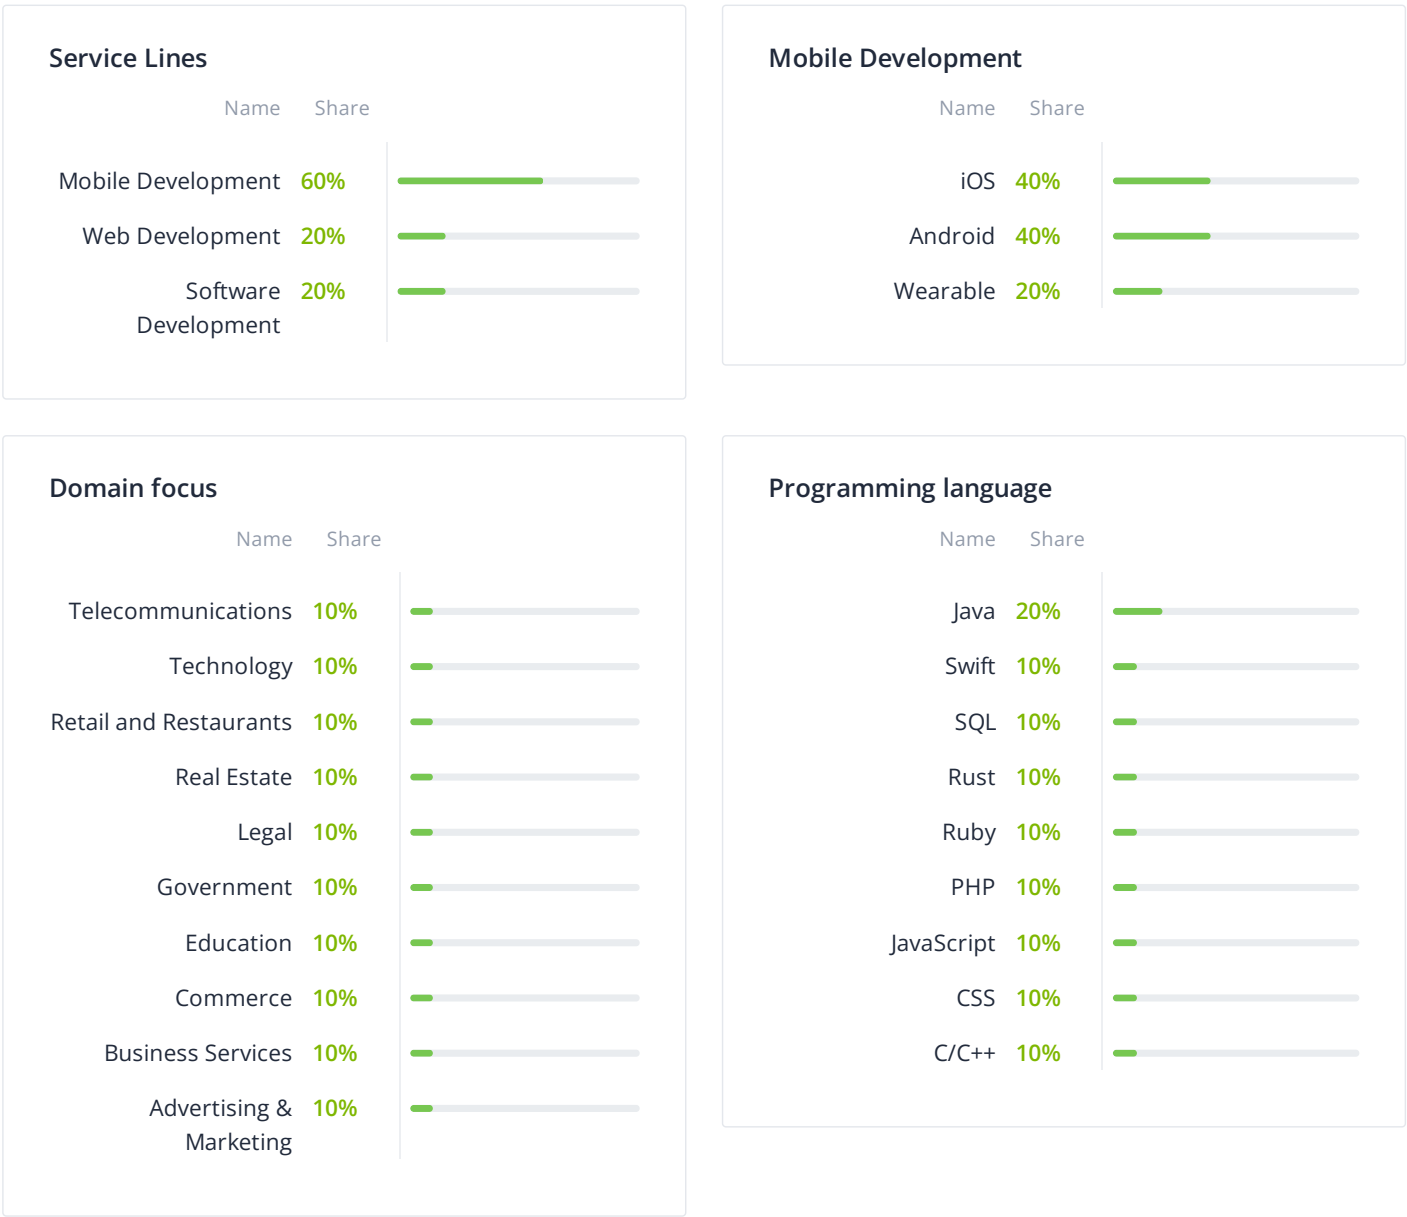 Service Lines
Name Share
Mobile Development 60%
Web Development 20%
Software 20%
Development
Mobile Development
Name Share
iOS 40%
Android 40%
Wearable 20%
Domain focus
Name Share
Telecommunications 10%
Technology 10%
Retail and Restaurants 10%
Real Estate 10%
Legal 10%
Government 10%
Education 10%
Commerce 10%
Business Services 10%
Advertising & 10%
Marketing
Programming language
Name Share
Java 20%
Swift 10%
SQL 10%
Rust 10%
Ruby 10%
PHP 10%
JavaScript 10%
CSS 10%
C/C++ 10%